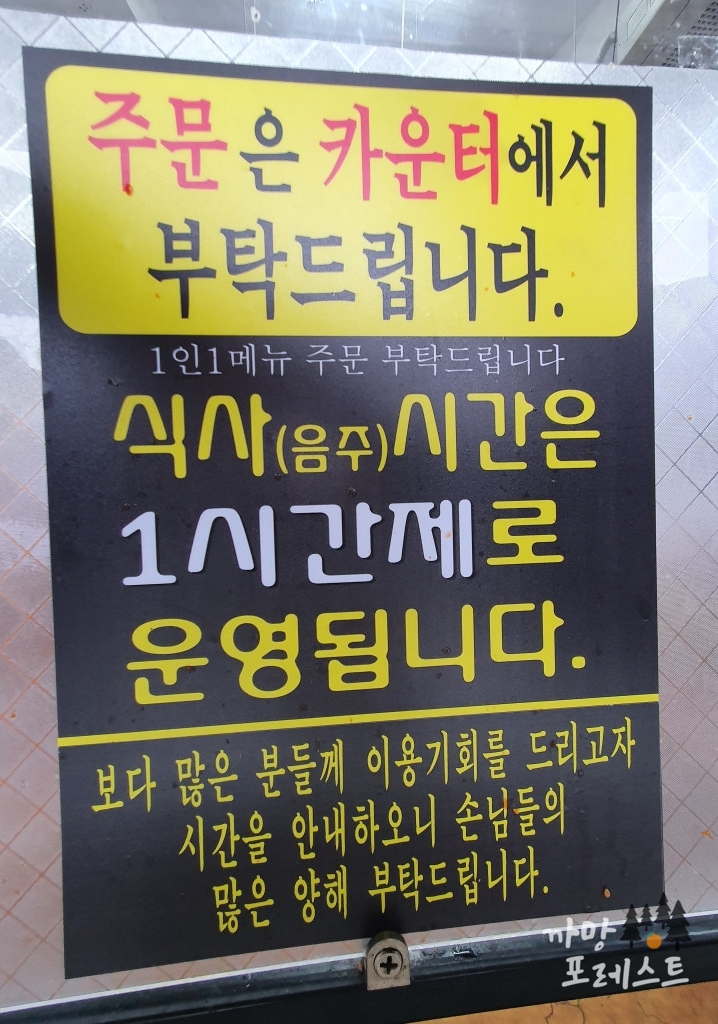 주문은 카운터에서
부탁드립니다.
1인1메뉴 주문 부탁드립니다
식사(음주)시간은
1시간제로
운영됩니다.
보다 많은 분들께 이용기회를 드리고자
시간을 안내하오니 손님들의
많은 양해 부탁드립니다.
까망
포레스트